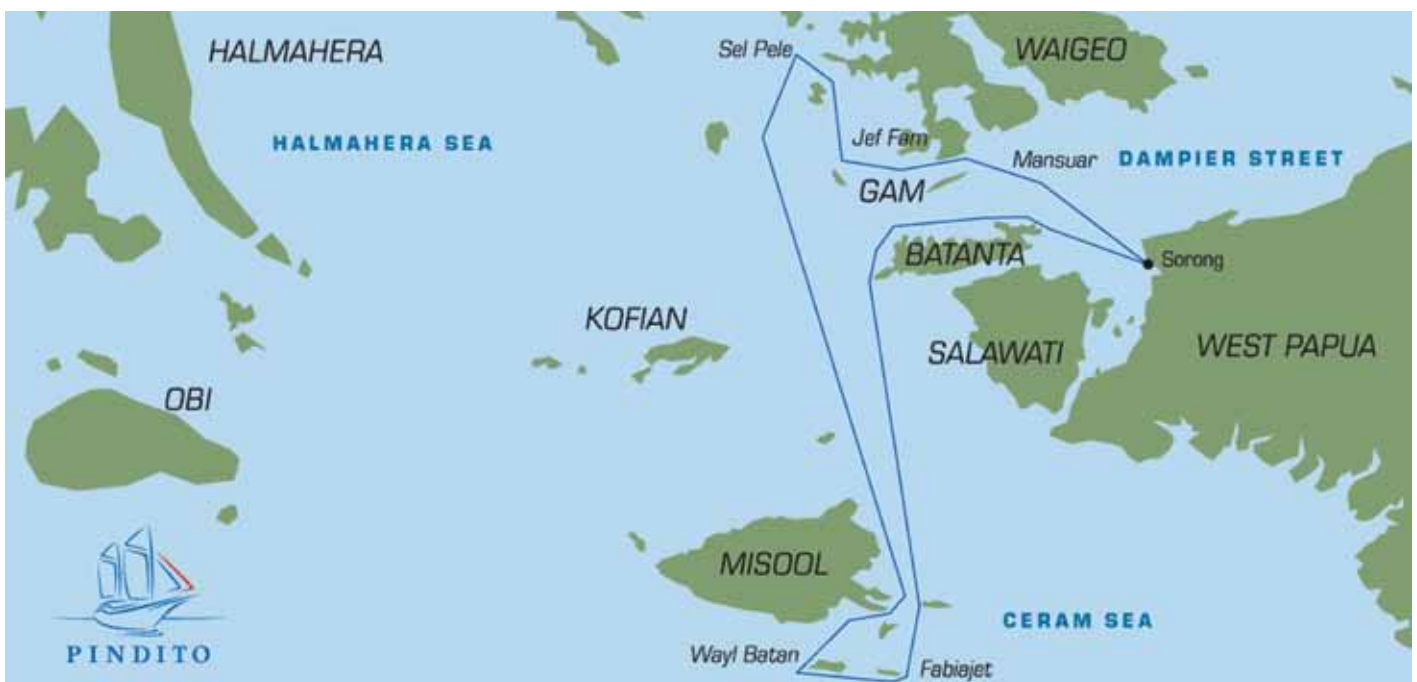 HALMAHERA
Sel Pele
WAIGEO
HALMAHERA SEA
Jef Fam
Mansuar
DAMPIER STREET
GAM
BATANTA
Sorong
KOFIAN
SALAWATI
WEST PAPUA
OBI
MISOOL
CERAM SEA
PINDITO
Wayl Batan
Fabiajet